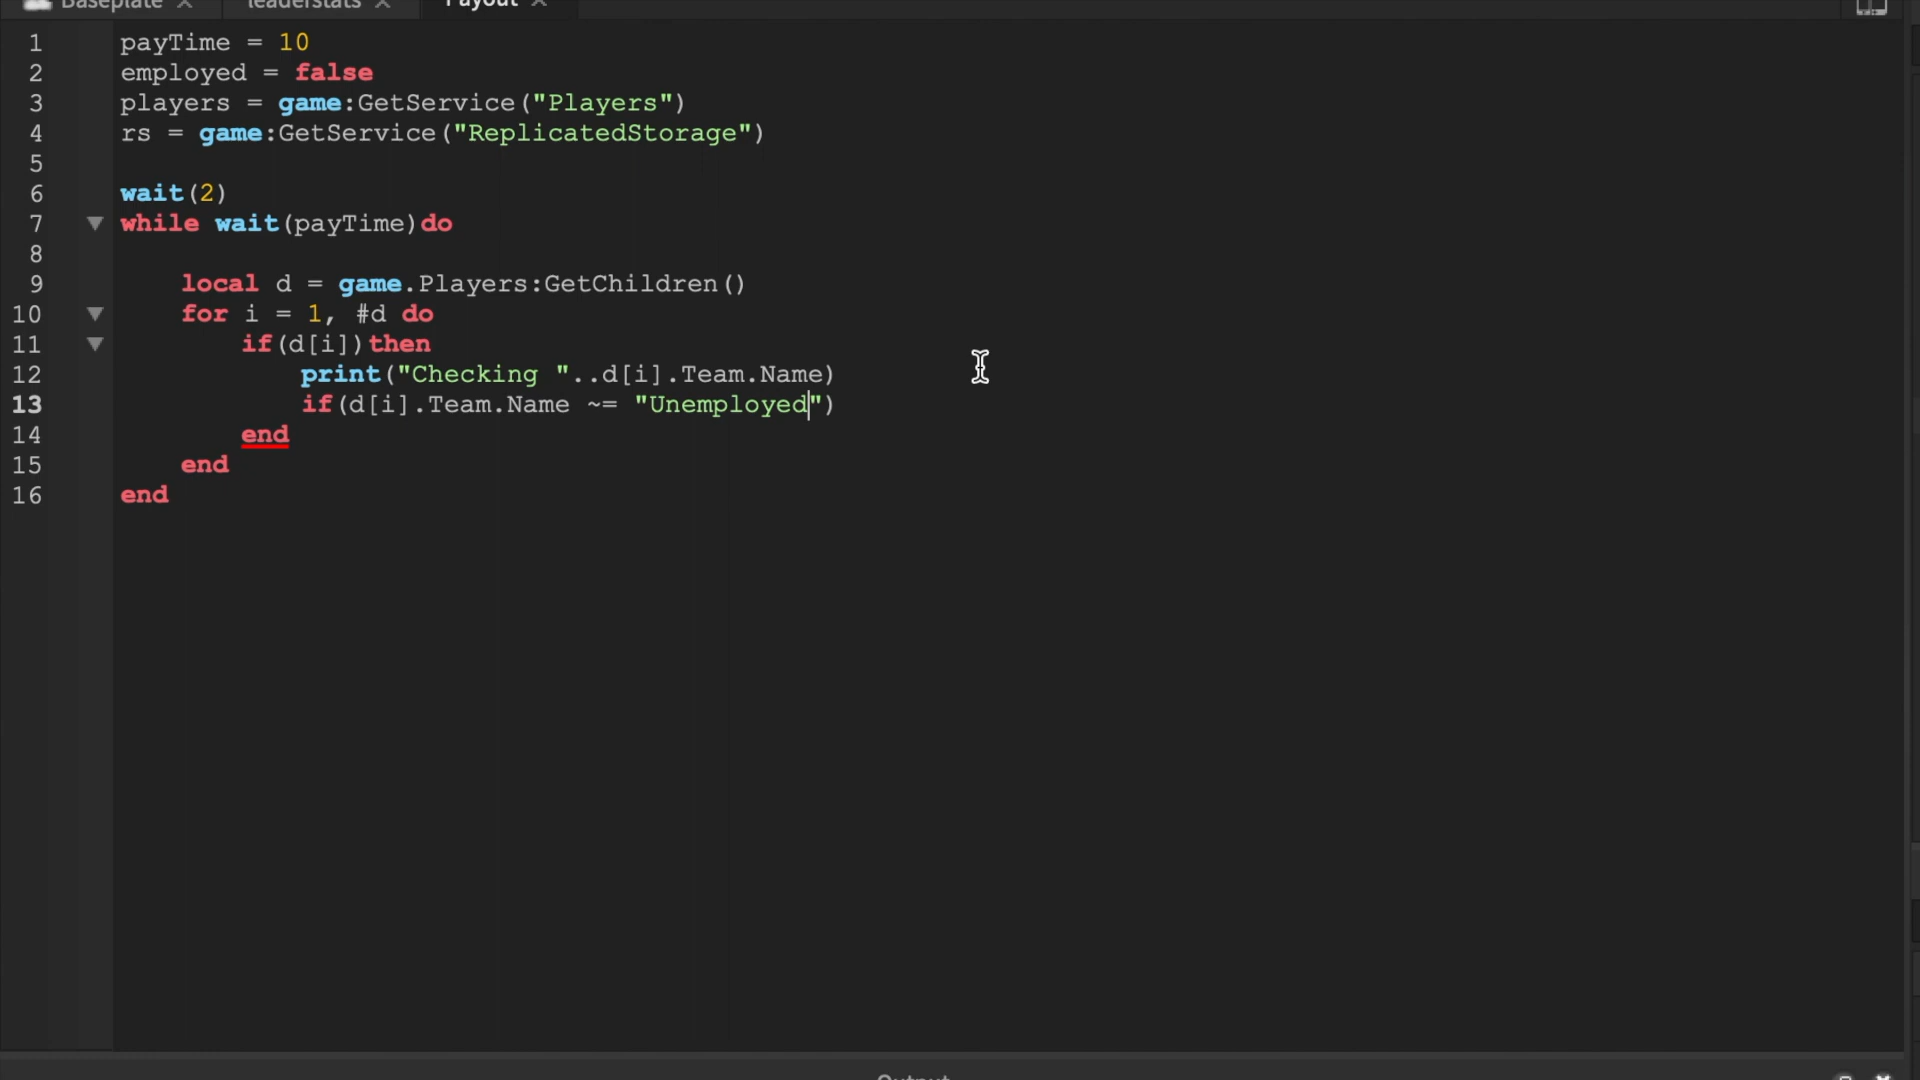 Baseplate × leaderstats × Payout ×
1 payTime = 10
2 employed = false
3 players = game:GetService("Players")
4 rs = game:GetService("ReplicatedStorage")
5
6 wait(2)
7 while wait(payTime)do
8
9 local d = game.Players:GetChildren()
10 for i = 1, #d do
11 if(d[i])then
12 print("Checking "..d[i].Team.Name)
13 if(d[i].Team.Name ~= "Unemployed")
14 end
15 end
16 end
Output